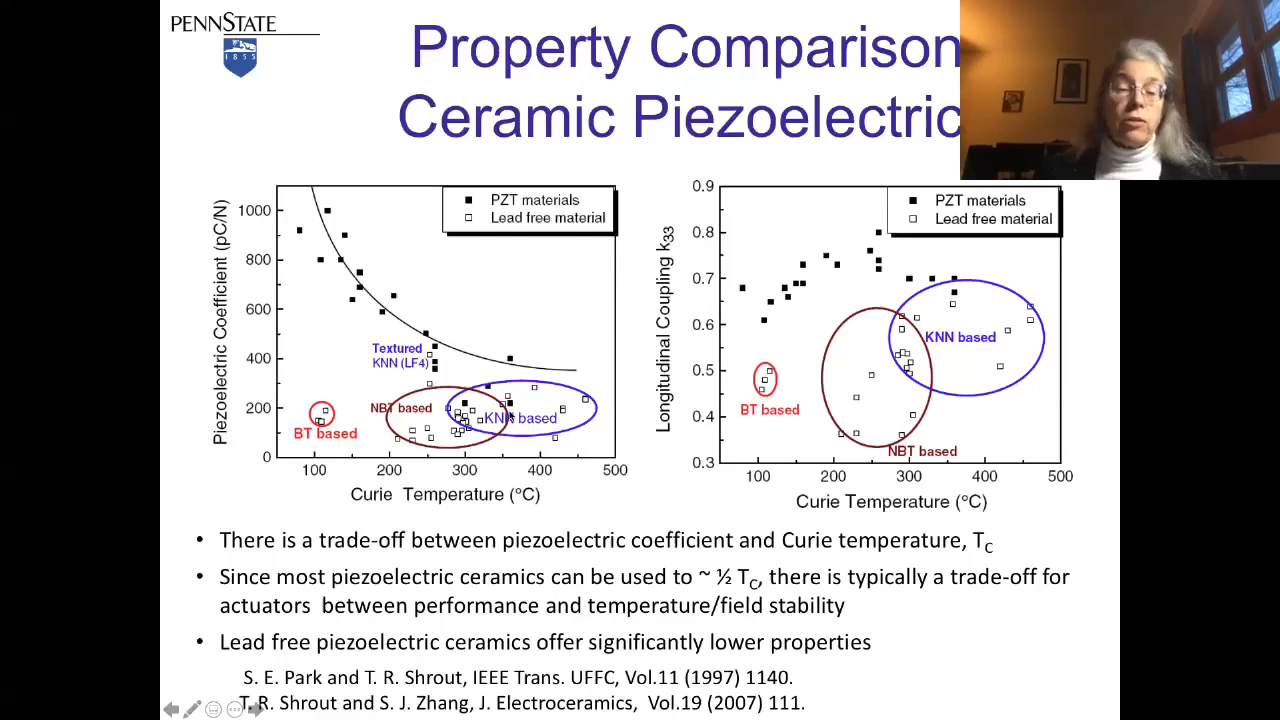 PENNSTATE
1855
Property Comparison
Ceramic Piezoelectric
1000
800
600
400
200
0
100
200
300
400
500
Piezoelectric Coefficient (pC/N)
Curie Temperature (°C)
PZT materials
Lead free material
Textured
KNN (LF4)
NBT based
KNN based
BT based
0.9
0.8
0.7
0.6
0.5
0.4
0.3
100
200
300
400
500
Longitudinal Coupling k33
Curie Temperature (°C)
PZT materials
Lead free material
KNN based
BT based
NBT based
• There is a trade-off between piezoelectric coefficient and Curie temperature, TC
• Since most piezoelectric ceramics can be used to ~ ½ TC, there is typically a trade-off for
actuators between performance and temperature/field stability
• Lead free piezoelectric ceramics offer significantly lower properties
S. E. Park and T. R. Shrout, IEEE Trans. UFFC, Vol.11 (1997) 1140.
T. R. Shrout and S. J. Zhang, J. Electroceramics, Vol.19 (2007) 111.